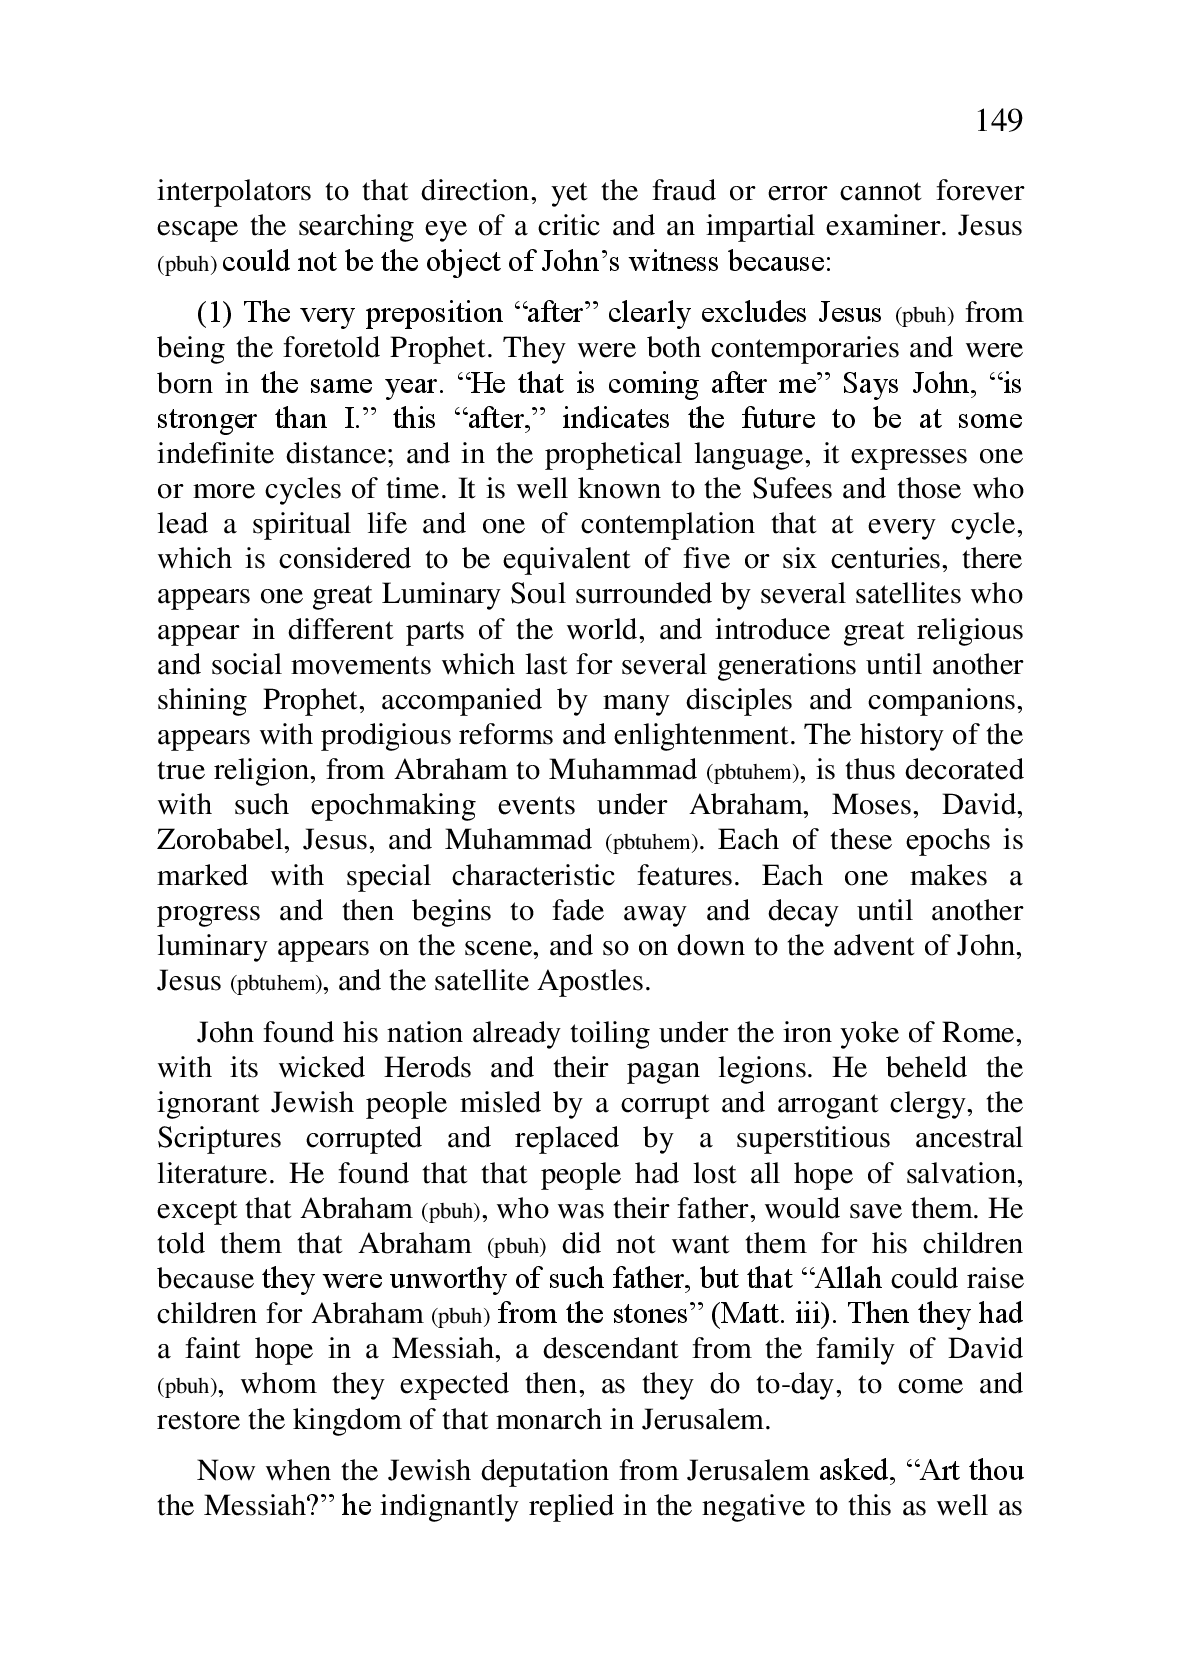 149
interpolators to that direction, yet the fraud or error cannot forever
escape the searching eye of a critic and an impartial examiner. Jesus
(pbuh) could not be the object of John’s witness because:
(1) The very preposition “after” clearly excludes Jesus (pbuh) from
being the foretold Prophet. They were both contemporaries and were
born in the same year. “He that is coming after me” Says John, “is
stronger than I.” this “after,” indicates the future to be at some
indefinite distance; and in the prophetical language, it expresses one
or more cycles of time. It is well known to the Sufees and those who
lead a spiritual life and one of contemplation that at every cycle,
which is considered to be equivalent of five or six centuries, there
appears one great Luminary Soul surrounded by several satellites who
appear in different parts of the world, and introduce great religious
and social movements which last for several generations until another
shining Prophet, accompanied by many disciples and companions,
appears with prodigious reforms and enlightenment. The history of the
true religion, from Abraham to Muhammad (pbtuhem), is thus decorated
with such epochmaking events under Abraham, Moses, David,
Zorobabel, Jesus, and Muhammad (pbtuhem). Each of these epochs is
marked with special characteristic features. Each one makes a
progress and then begins to fade away and decay until another
luminary appears on the scene, and so on down to the advent of John,
Jesus (pbtuhem), and the satellite Apostles.
John found his nation already toiling under the iron yoke of Rome,
with its wicked Herods and their pagan legions. He beheld the
ignorant Jewish people misled by a corrupt and arrogant clergy, the
Scriptures corrupted and replaced by a superstitious ancestral
literature. He found that that people had lost all hope of salvation,
except that Abraham (pbuh), who was their father, would save them. He
told them that Abraham (pbuh) did not want them for his children
because they were unworthy of such father, but that “Allah could raise
children for Abraham (pbuh) from the stones” (Matt. iii). Then they had
a faint hope in a Messiah, a descendant from the family of David
(pbuh), whom they expected then, as they do to-day, to come and
restore the kingdom of that monarch in Jerusalem.
Now when the Jewish deputation from Jerusalem asked, “Art thou
the Messiah?” he indignantly replied in the negative to this as well as